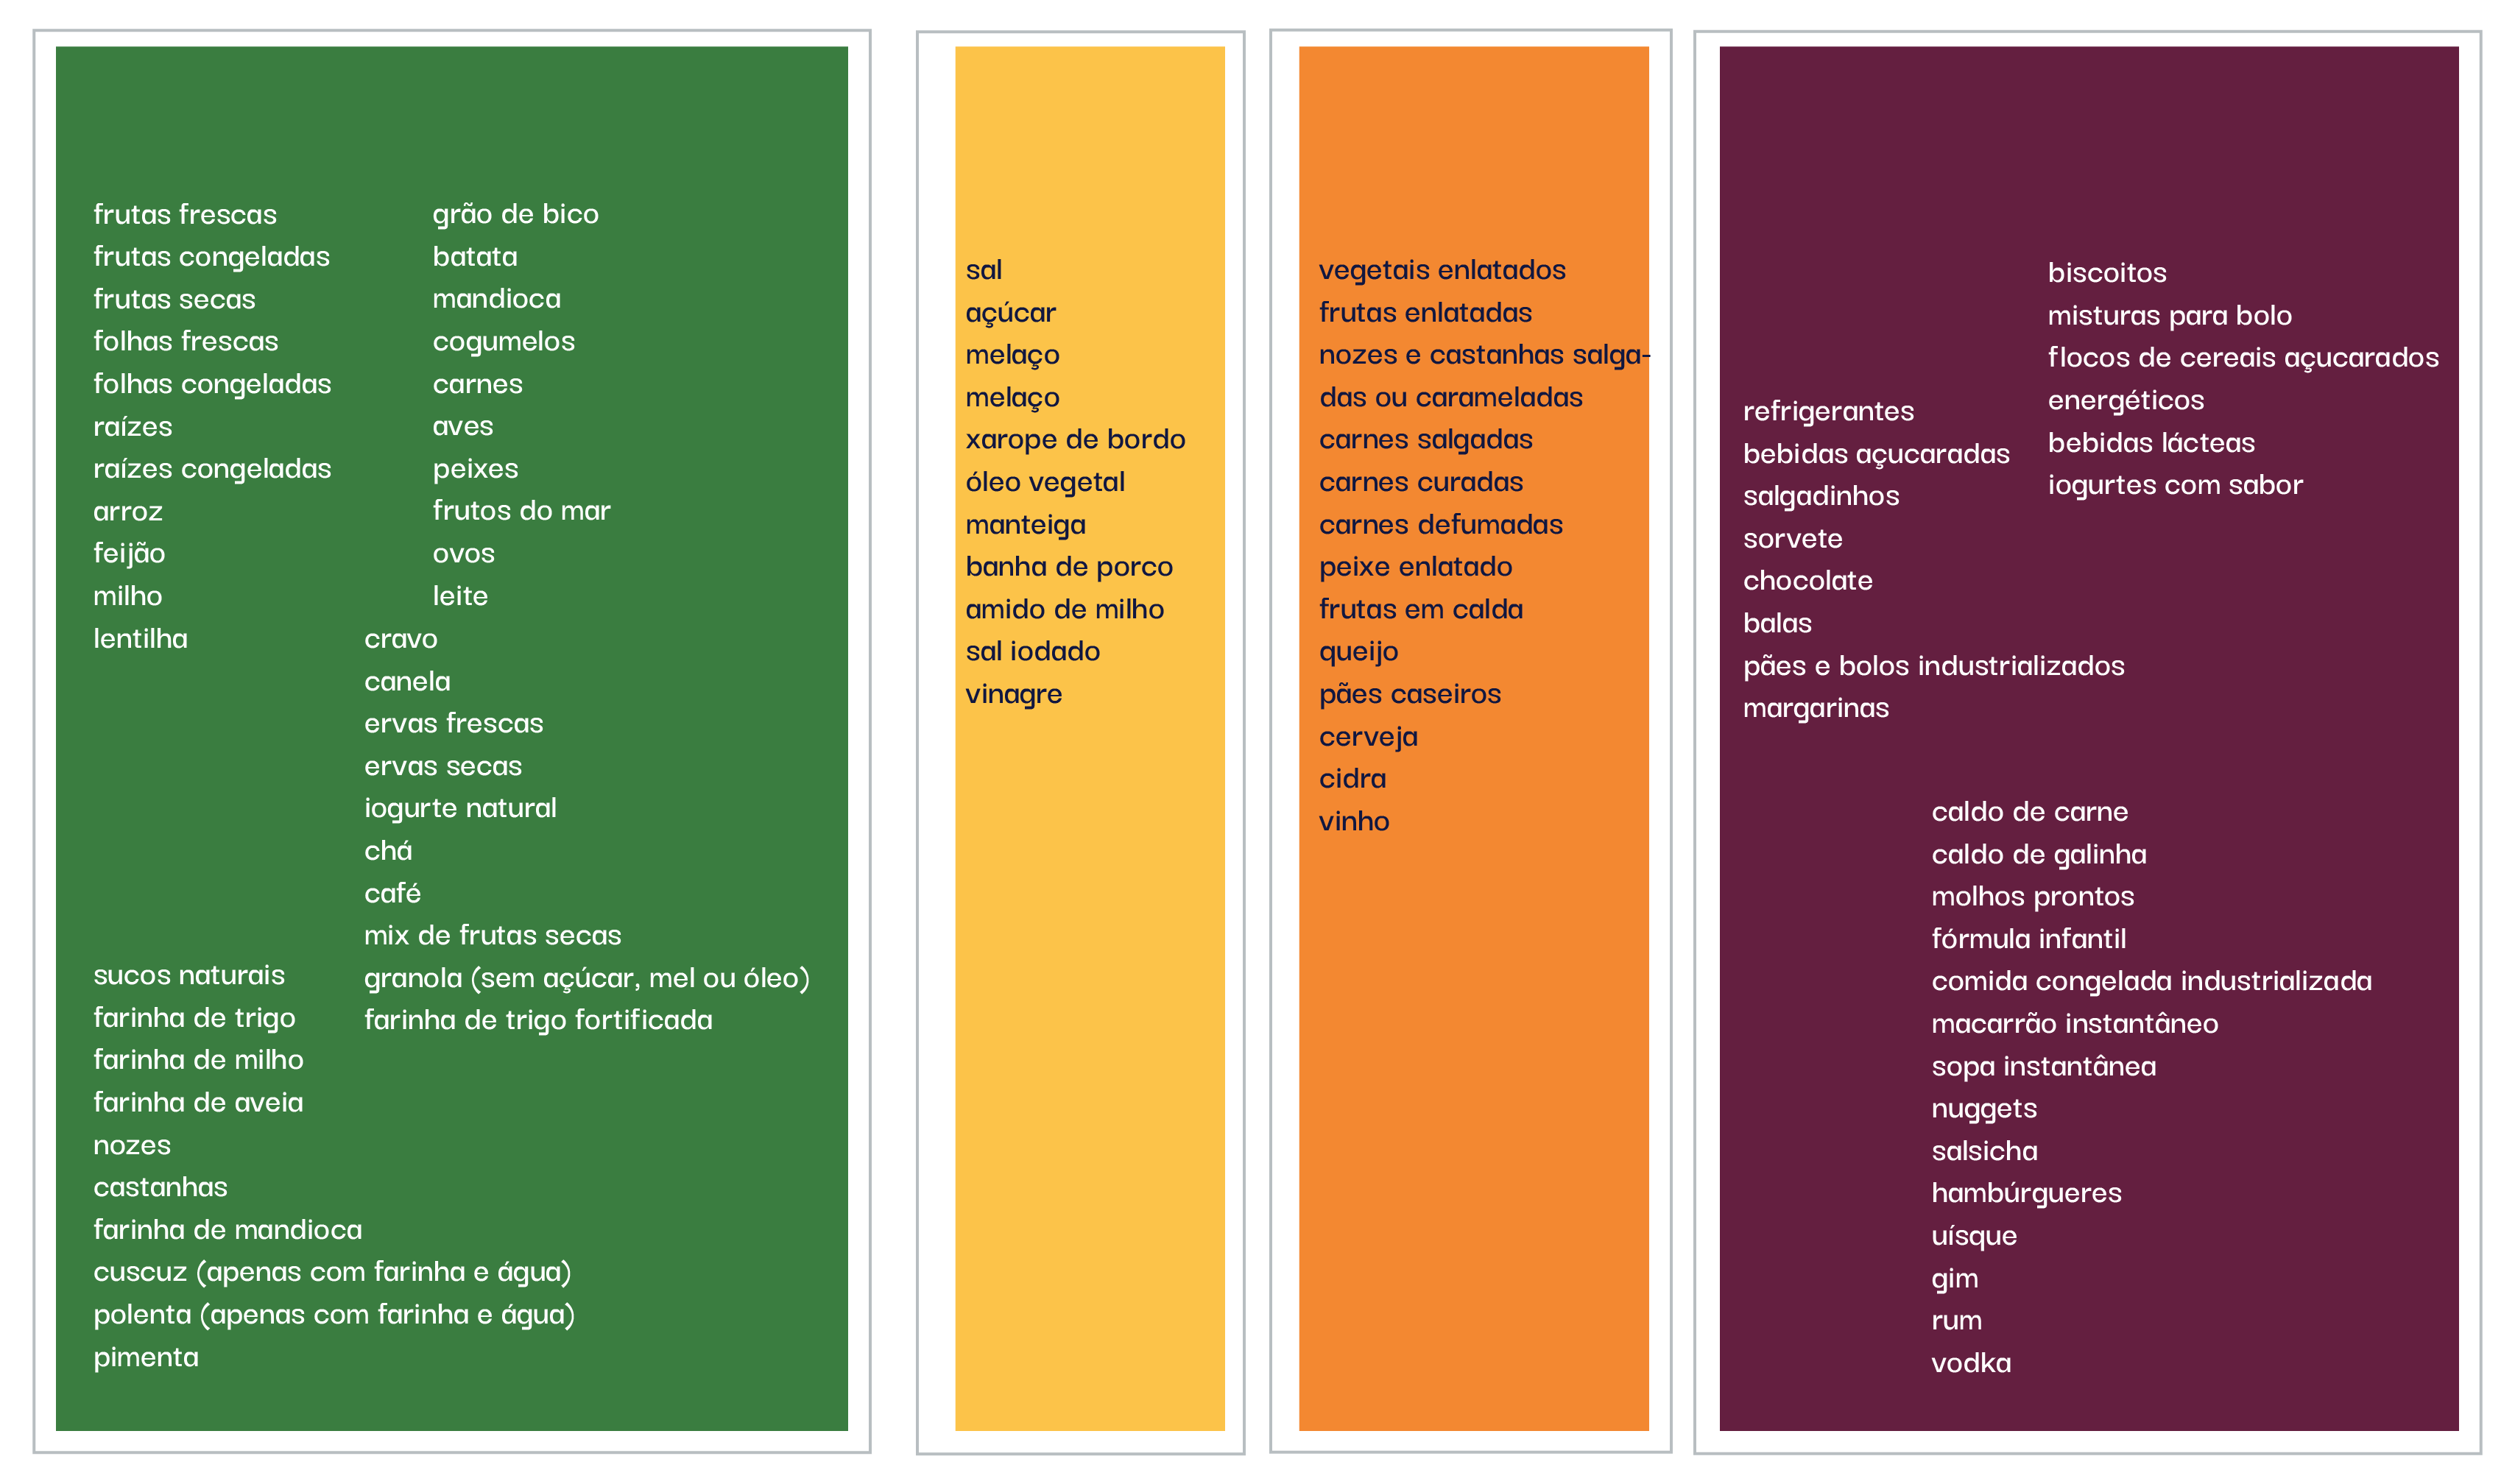 frutas frescas
frutas congeladas
frutas secas
folhas frescas
folhas congeladas
raízes
raízes congeladas
arroz
feijão
milho
lentilha
grão de bico
batata
mandioca
cogumelos
carnes
aves
peixes
frutos do mar
ovos
leite
cravo
canela
ervas frescas
ervas secas
iogurte natural
chá
café
mix de frutas secas
granola (sem açúcar, mel ou óleo)
farinha de trigo fortificada
sucos naturais
farinha de trigo
farinha de milho
farinha de aveia
nozes
castanhas
farinha de mandioca
cuscuz (apenas com farinha e água)
polenta (apenas com farinha e água)
pimenta
sal
açúcar
melaço
melaço
xarope de bordo
óleo vegetal
manteiga
banha de porco
amido de milho
sal iodado
vinagre
vegetais enlatados
frutas enlatadas
nozes e castanhas salga-
das ou carameladas
carnes salgadas
carnes curadas
carnes defumadas
peixe enlatado
frutas em calda
queijo
pães caseiros
cerveja
cidra
vinho
refrigerantes
bebidas açucaradas
salgadinhos
sorvete
chocolate
balas
pães e bolos industrializados
margarinas
biscoitos
misturas para bolo
flocos de cereais açucarados
energéticos
bebidas lácteas
iogurtes com sabor
caldo de carne
caldo de galinha
molhos prontos
fórmula infantil
comida congelada industrializada
macarrão instantâneo
sopa instantânea
nuggets
salsicha
hambúrgueres
uísque
gim
rum
vodka